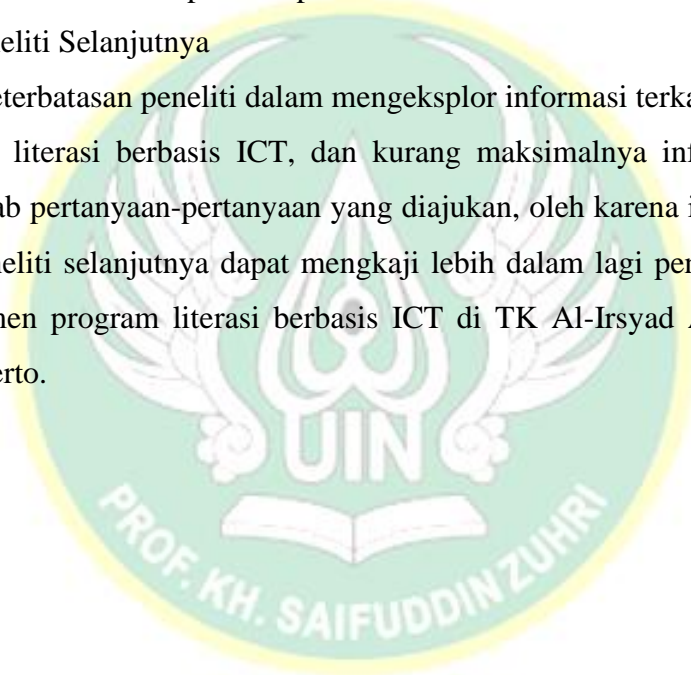 eliti Selanjutnya
eterbatasan peneliti dalam mengeksplor informasi terka
literasi berbasis ICT, dan kurang maksimalnya inf
ab pertanyaan-pertanyaan yang diajukan, oleh karena i
neliti selanjutnya dapat mengkaji lebih dalam lagi per
nen program literasi berbasis ICT di TK Al-Irsyad
erto.
UIN
PROF. KH. SAIFUDDIN ZUHRI